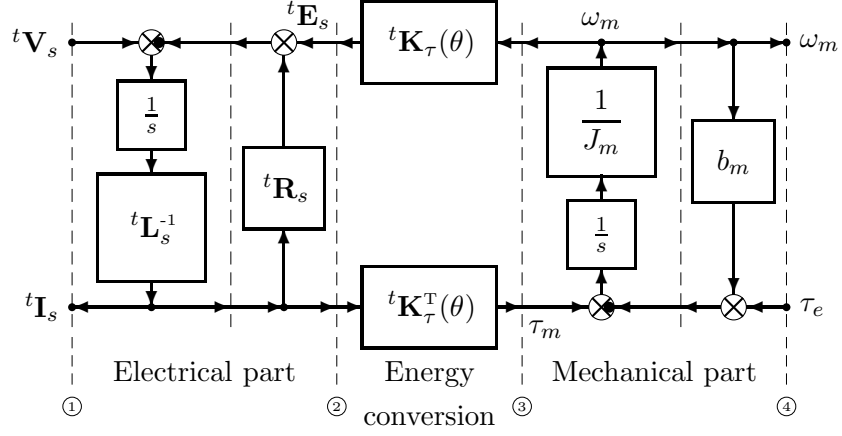 ᵗE_s ω_m
ᵗV_s ᵗK_τ(θ) ω_m
1/s 1/J_m b_m
ᵗR_s
ᵗL_s^-1 1/s
ᵗI_s ᵗK_τ^T(θ) τ_e
τ_m
Electrical part Energy Mechanical part
conversion
① ② ③ ④